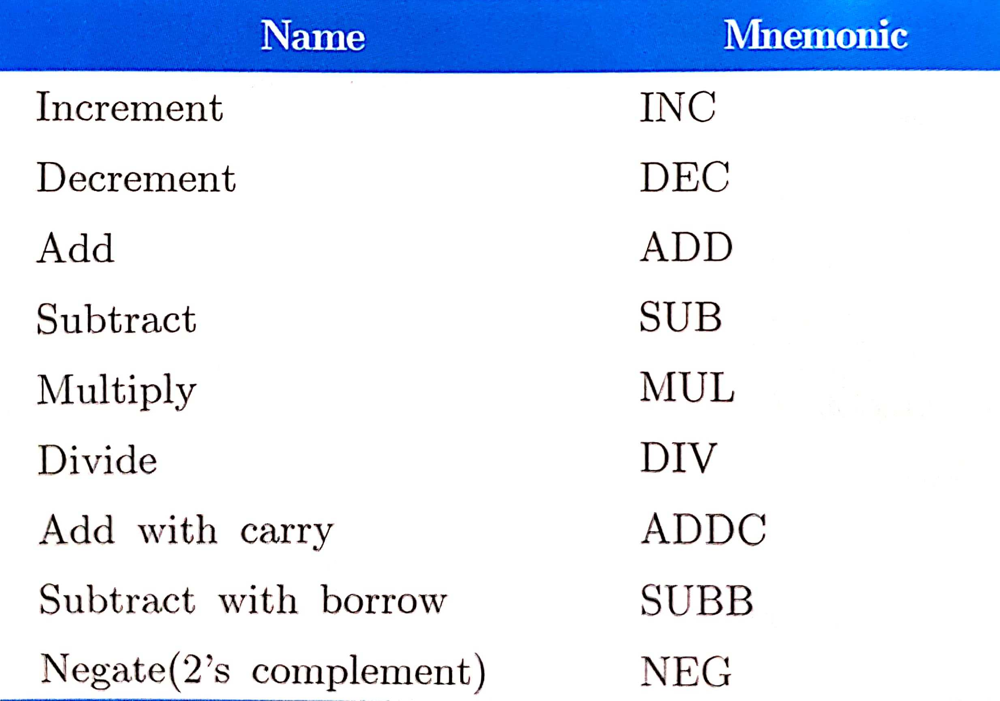 Name Mnemonic
Increment INC
Decrement DEC
Add ADD
Subtract SUB
Multiply MUL
Divide DIV
Add with carry ADDC
Subtract with borrow SUBB
Negate(2's complement) NEG